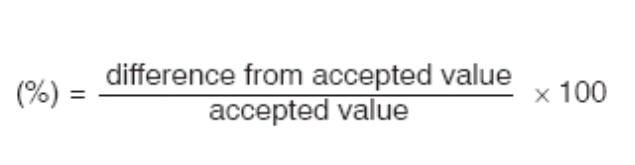 difference from accepted value
(%) = × 100
accepted value